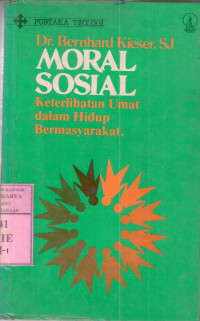 PUSTAKA TEOLOGI
Dr. Bernhard Kieser. SJ
MORAL
SOSIAL
Keterlibatan Umat
dalam Hidup
Bermasyarakat.